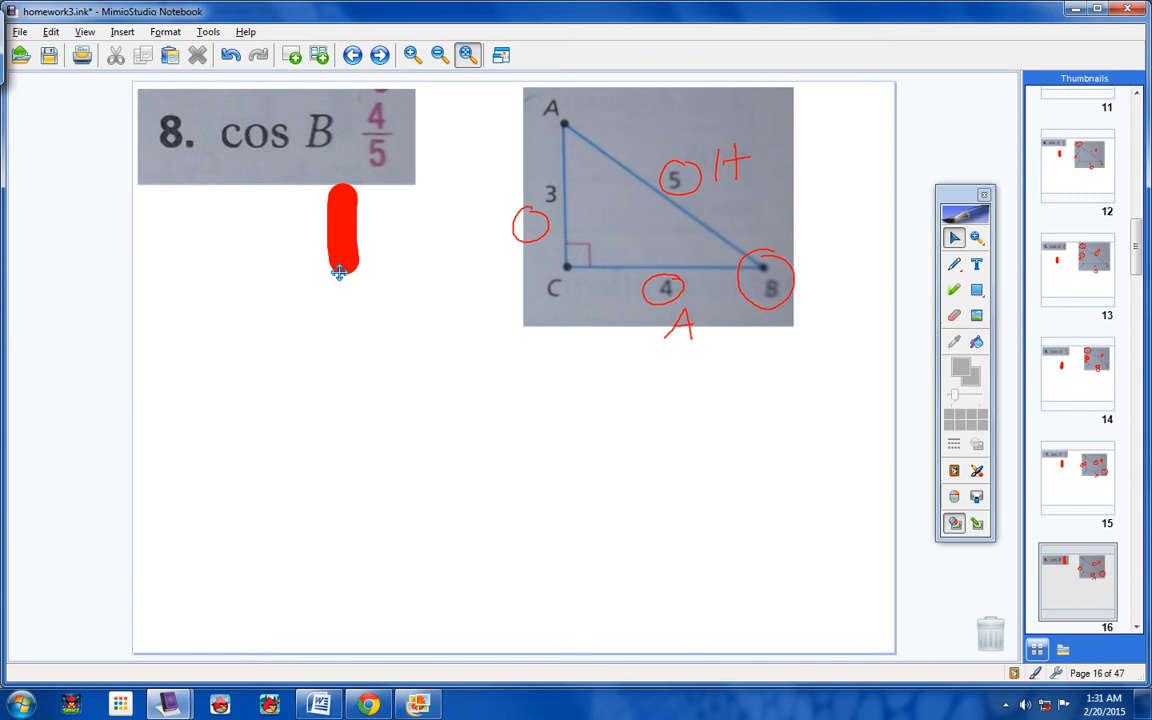 homework3.ink* - MimioStudio Notebook
File Edit View Insert Format Tools Help
8. cos B 4/5
A
3
5 H
C
4
B
A
Thumbnails
11
12
13
14
15
16
Page 16 of 47
1:31 AM
2/20/2015